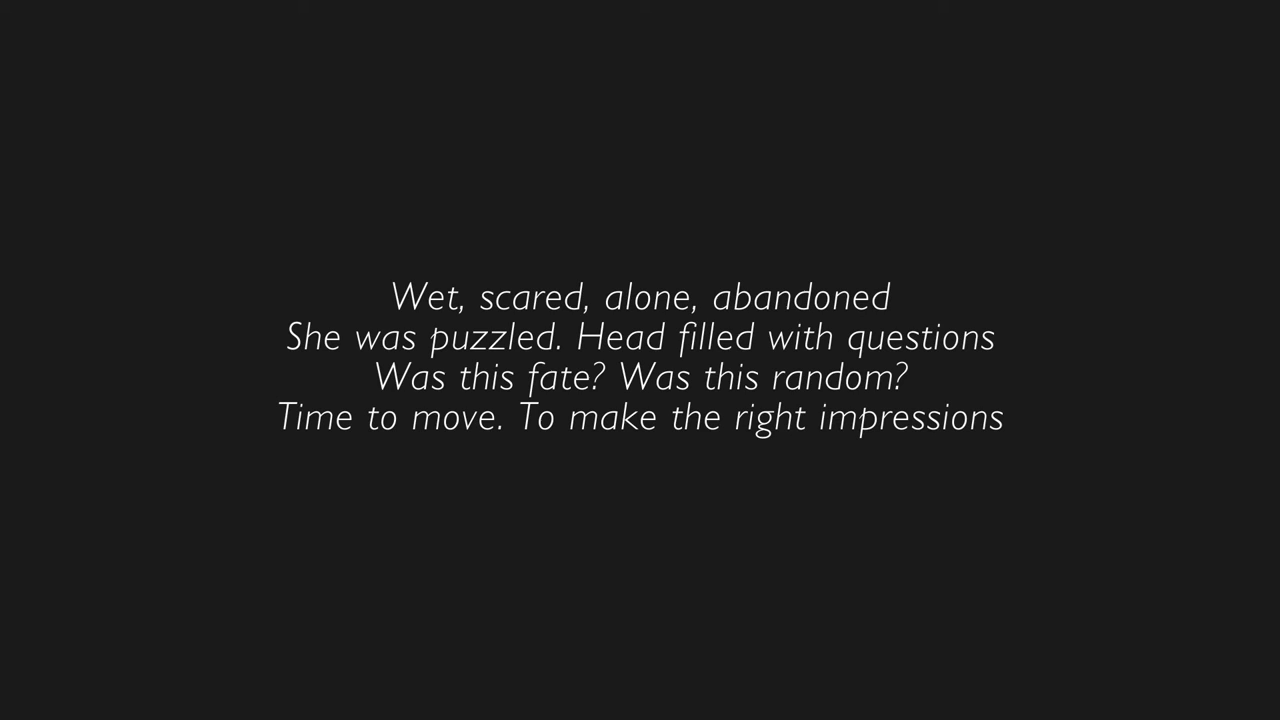 Wet, scared, alone, abandoned
She was puzzled. Head filled with questions
Was this fate? Was this random?
Time to move. To make the right impressions